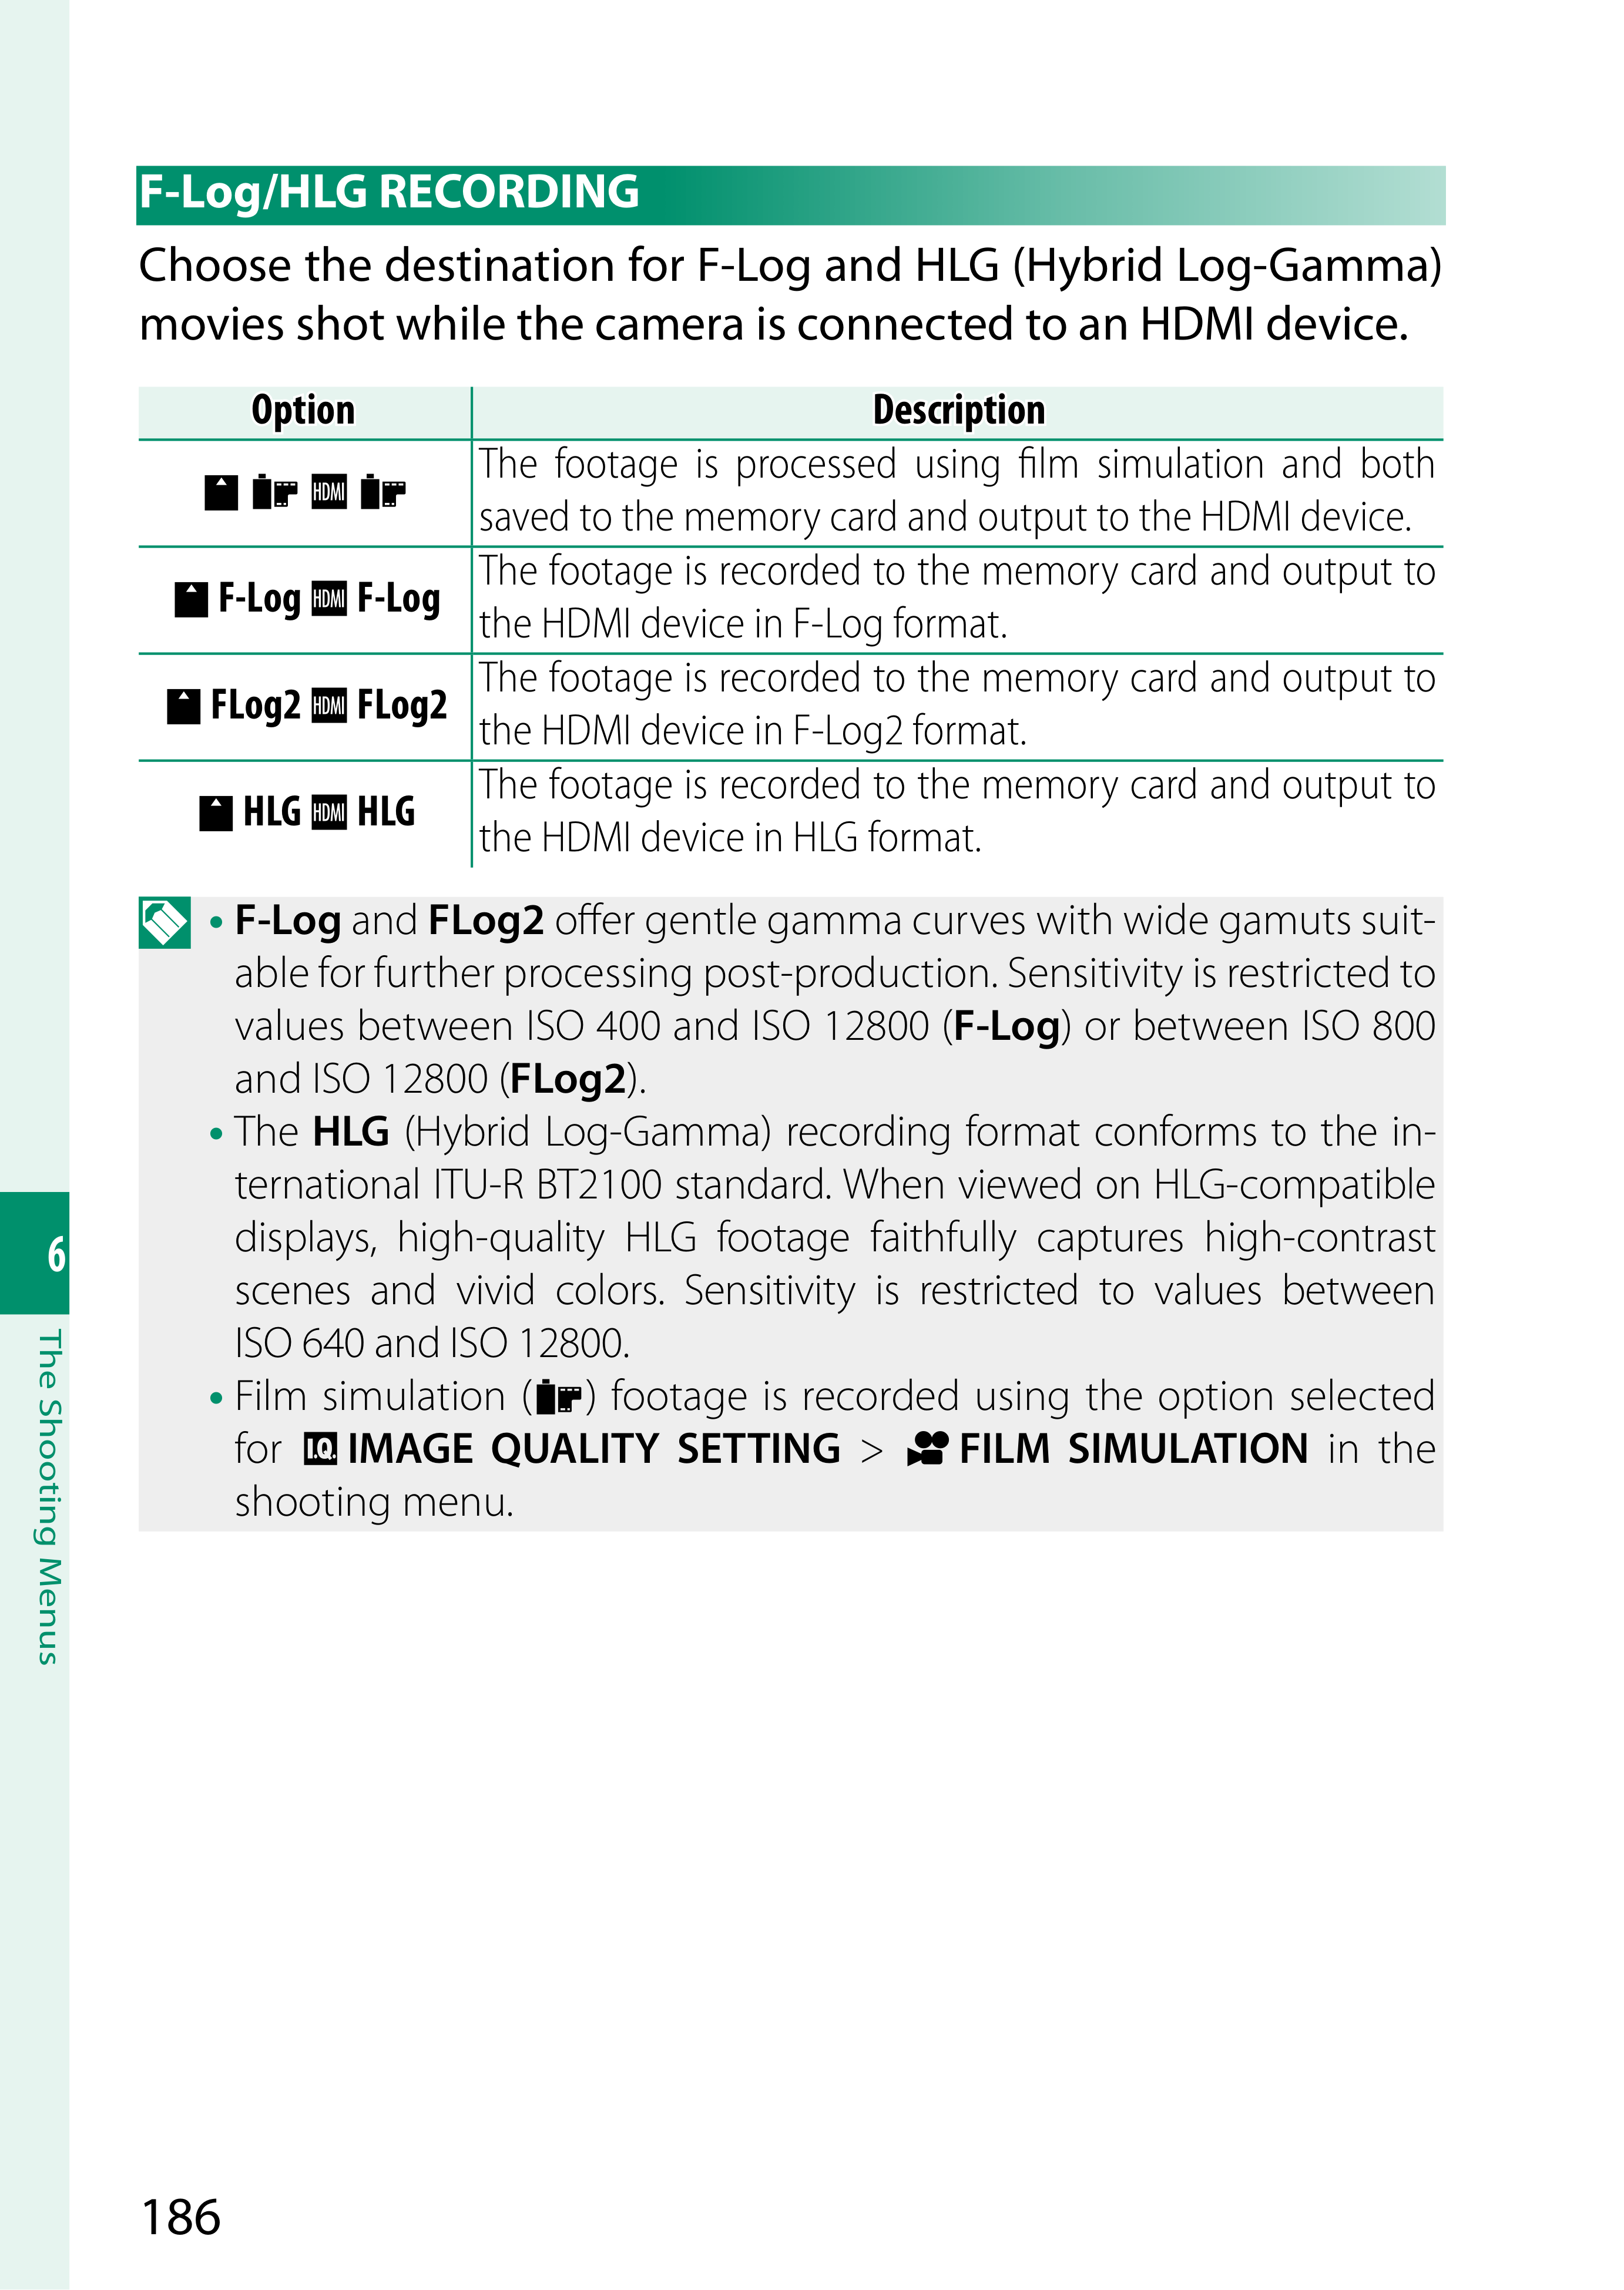 F-Log/HLG RECORDING
Choose the destination for F-Log and HLG (Hybrid Log-Gamma)
movies shot while the camera is connected to an HDMI device.
Option Description
HDMI
The footage is processed using film simulation and both
saved to the memory card and output to the HDMI device.
F-Log HDMI F-Log
The footage is recorded to the memory card and output to
the HDMI device in F-Log format.
FLog2 HDMI FLog2
The footage is recorded to the memory card and output to
the HDMI device in F-Log2 format.
HLG HDMI HLG
The footage is recorded to the memory card and output to
the HDMI device in HLG format.
• F-Log and FLog2 offer gentle gamma curves with wide gamuts suit-
able for further processing post-production. Sensitivity is restricted to
values between ISO 400 and ISO 12800 (F-Log) or between ISO 800
and ISO 12800 (FLog2).
• The HLG (Hybrid Log-Gamma) recording format conforms to the in-
ternational ITU-R BT2100 standard. When viewed on HLG-compatible
displays, high-quality HLG footage faithfully captures high-contrast
scenes and vivid colors. Sensitivity is restricted to values between
ISO 640 and ISO 12800.
• Film simulation () footage is recorded using the option selected
for I.Q. IMAGE QUALITY SETTING > FILM SIMULATION in the
shooting menu.
6
The Shooting Menus
186